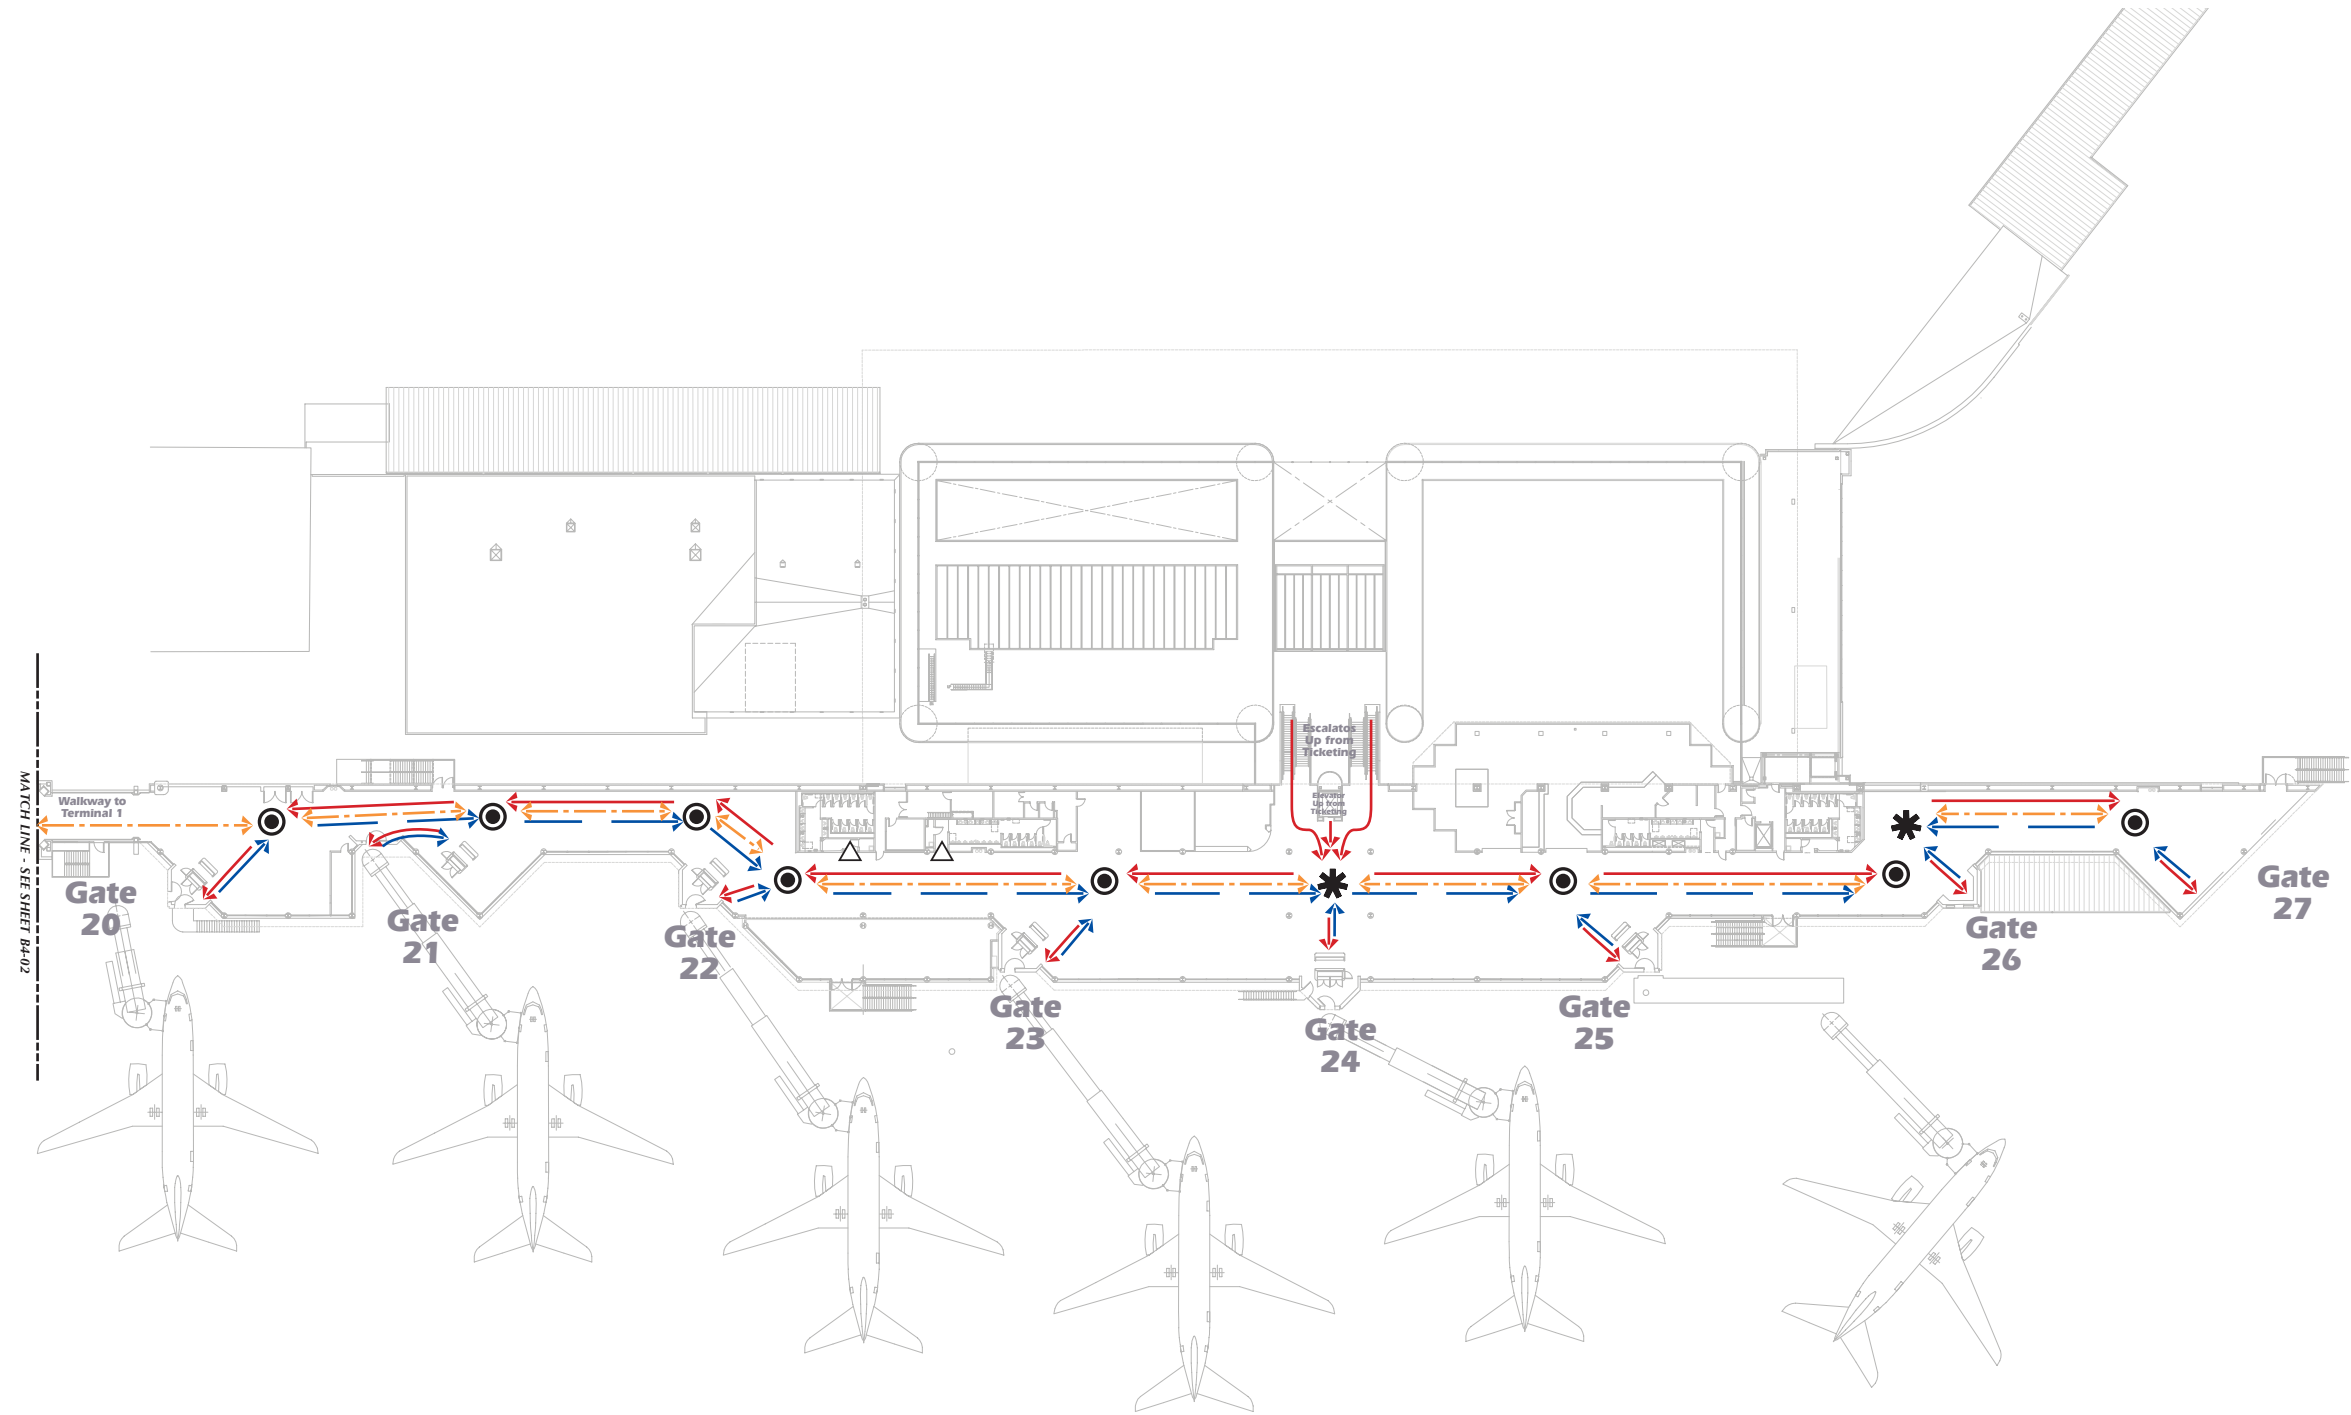 Escalatos
Up from
Ticketing
Elevator
Up from
Ticketing
Walkway to
Terminal 1
MATCH LINE - SEE SHEET B4-02
Gate
20
Gate
21
Gate
22
Gate
23
Gate
24
Gate
25
Gate
26
Gate
27